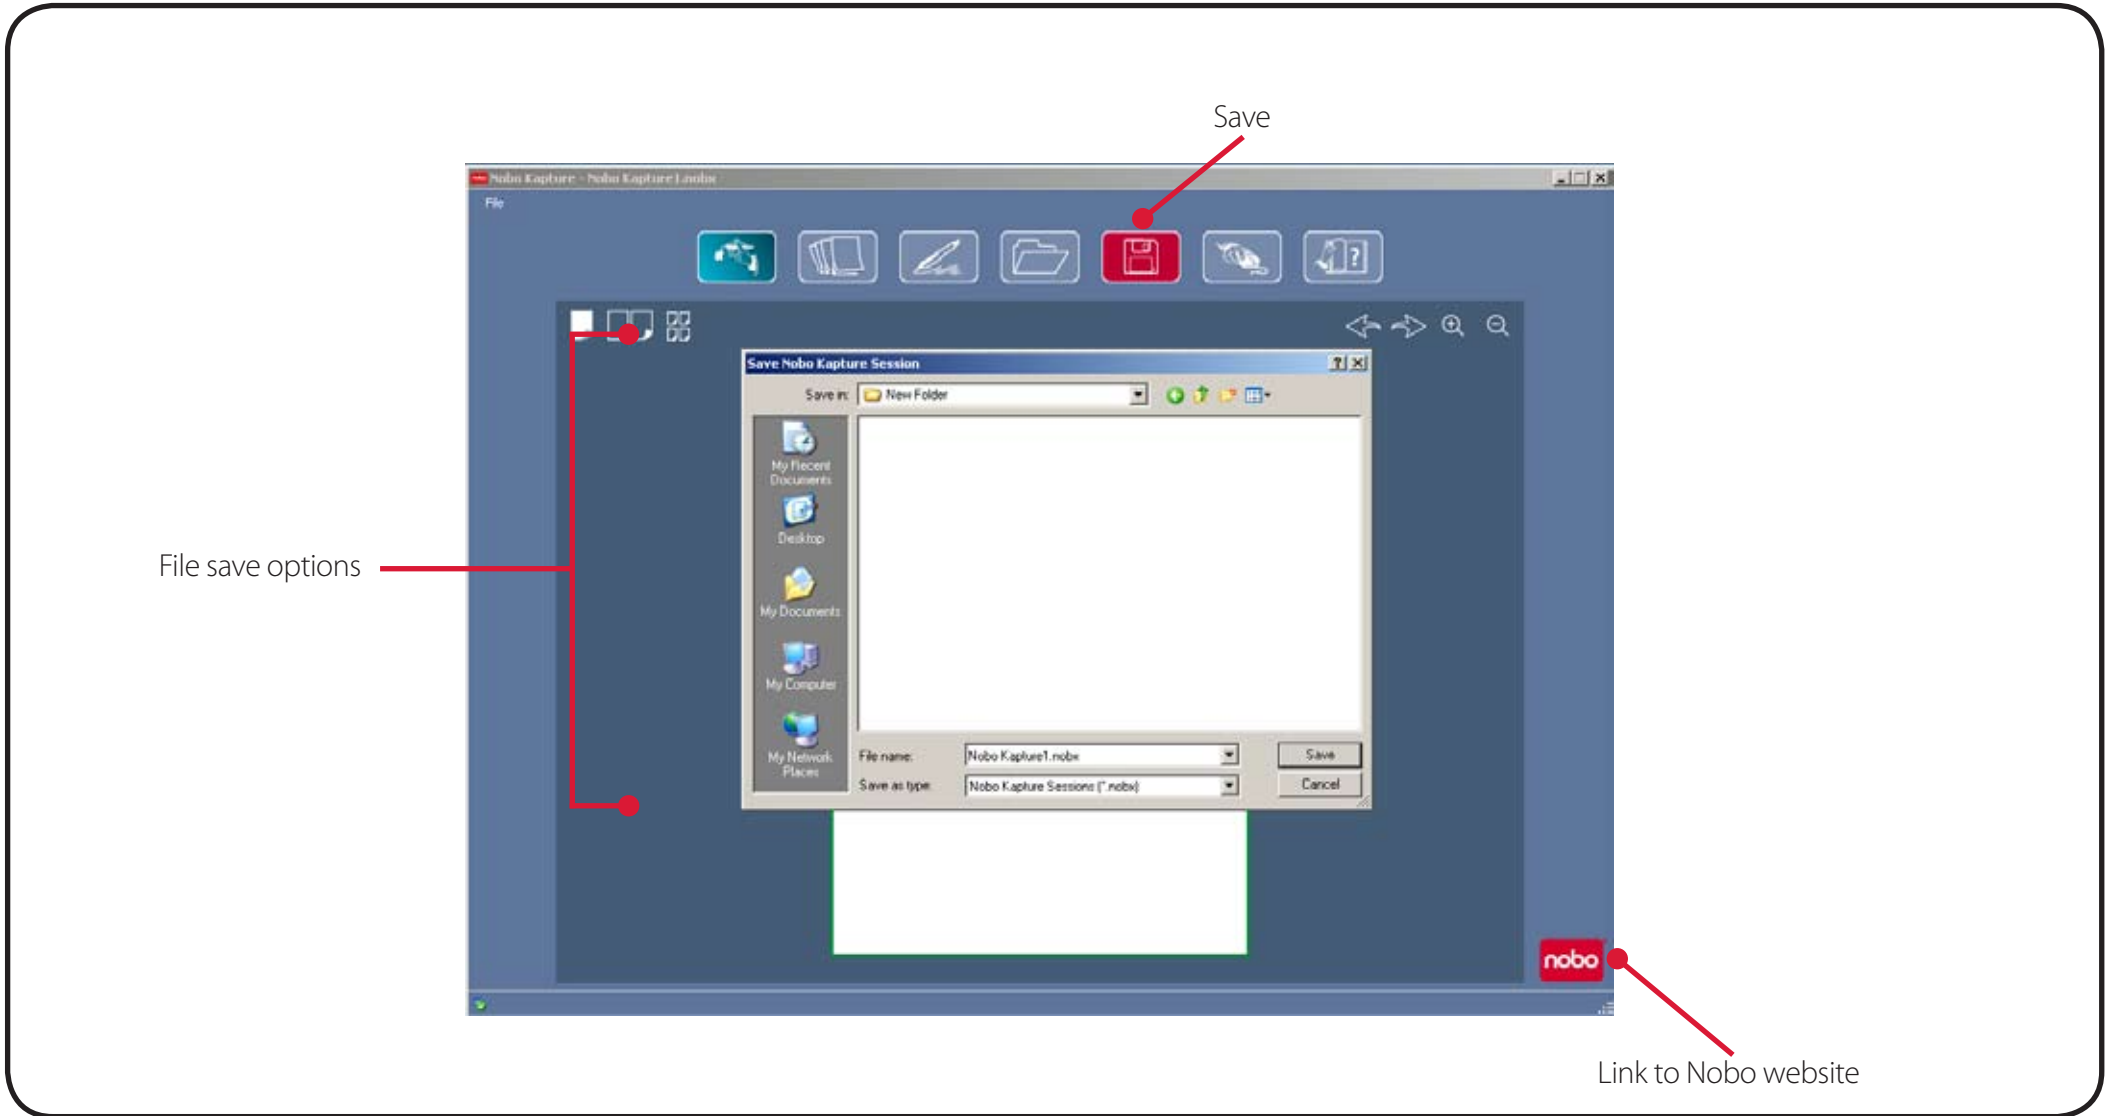 Save
Nobo Kapture - Nobo Kapture1.nobx
File
Save Nobo Kapture Session
Save in:
New Folder
My Recent
Documents
Desktop
My Documents
My Computer
My Network
Places
File name:
Nobo Kapture1.nobx
Save
Save as type:
Nobo Kapture Sessions (*.nobx)
Cancel
File save options
nobo
Link to Nobo website